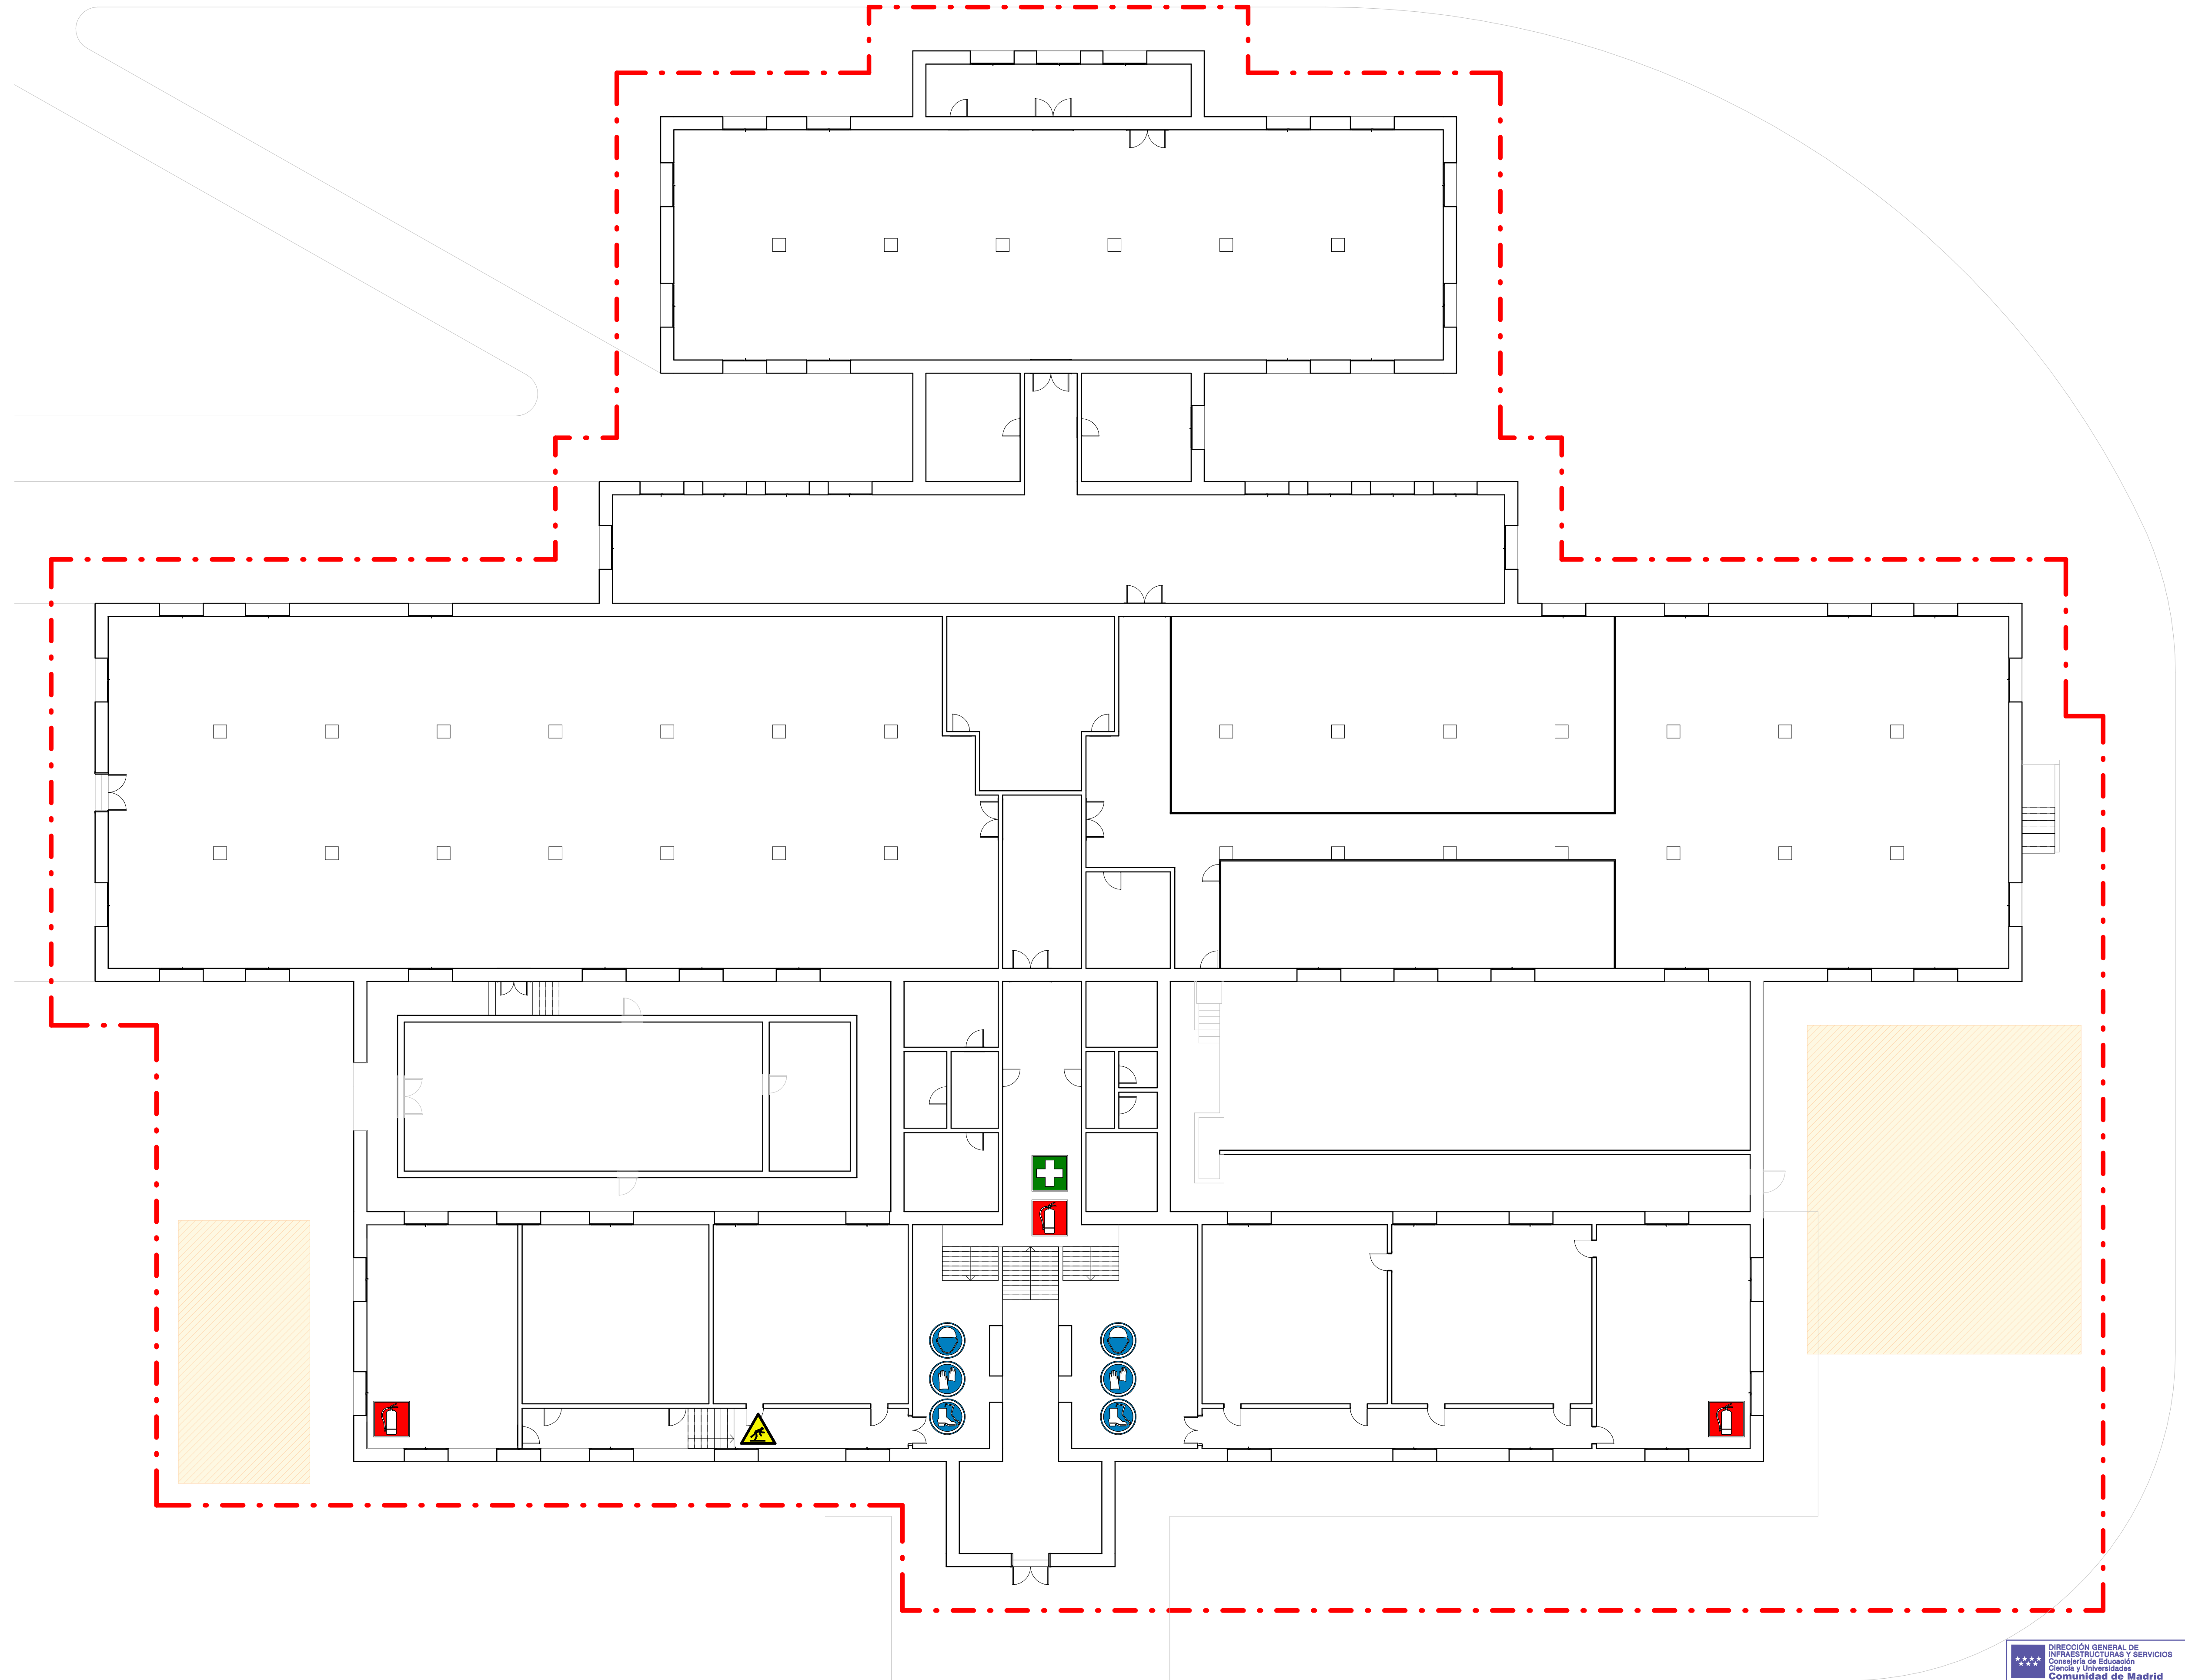 DIRECCIÓN GENERAL DE
INFRAESTRUCTURAS Y SERVICIOS
Consejería de Educación
Ciencia y Universidades
Comunidad de Madrid